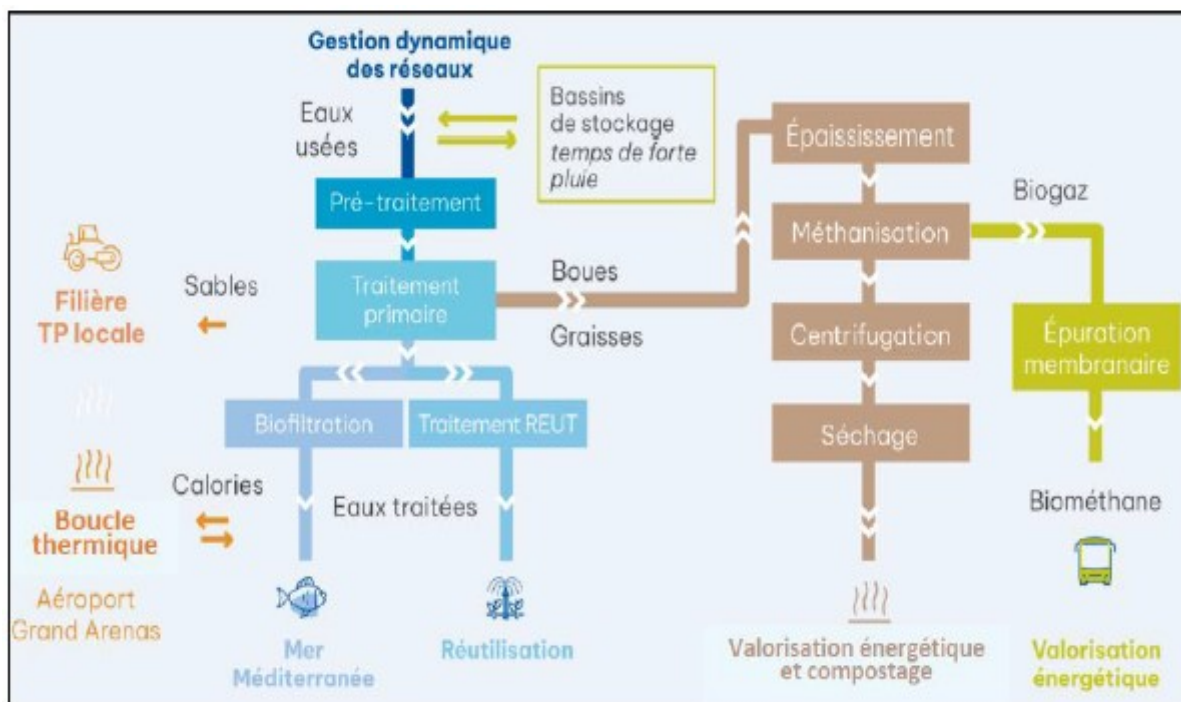 Gestion dynamique
des réseaux
Eaux
usées
Bassins
de stockage
temps de forte
pluie
Pré-traitement
Traitement
primaire
Sables
Filière
TP locale
Boues
Graisses
Biofiltration
Traitement REUT
Calories
Boucle
thermique
Aéroport
Grand Arenas
Eaux traitées
Mer
Méditerranée
Réutilisation
Épaississement
Méthanisation
Centrifugation
Séchage
Valorisation énergétique
et compostage
Biogaz
Épuration
membranaire
Biométhane
Valorisation
énergétique